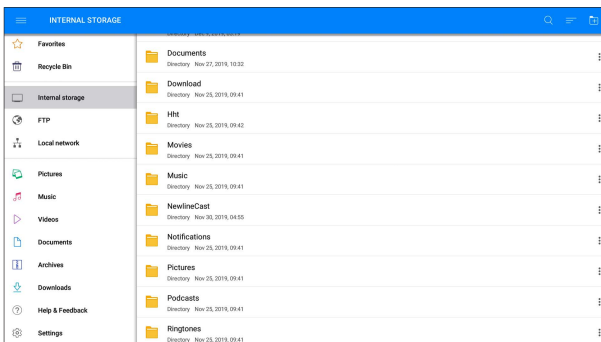 INTERNAL STORAGE
Favorites
Recycle Bin
Internal storage
FTP
Local network
Pictures
Music
Videos
Documents
Archives
Downloads
Help & Feedback
Settings
Documents
Directory Nov 27, 2019, 10:32
Download
Directory Nov 25, 2019, 09:41
Hht
Directory Nov 25, 2019, 09:42
Movies
Directory Nov 25, 2019, 09:41
Music
Directory Nov 25, 2019, 09:41
NewlineCast
Directory Nov 30, 2019, 04:55
Notifications
Directory Nov 25, 2019, 09:41
Pictures
Directory Nov 25, 2019, 09:41
Podcasts
Directory Nov 25, 2019, 09:41
Ringtones
Directory Nov 25, 2019, 09:41